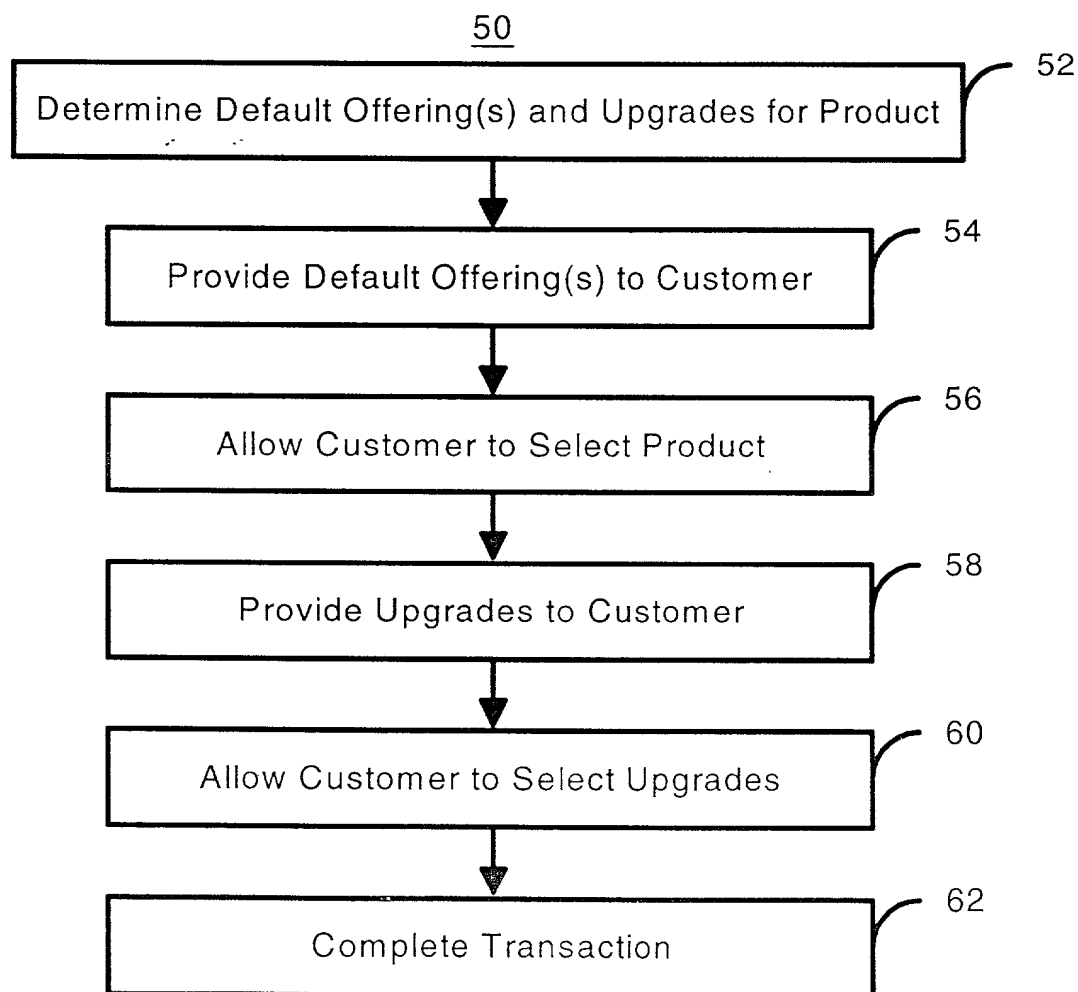 50
52
Determine Default Offering(s) and Upgrades for Product
54
Provide Default Offering(s) to Customer
56
Allow Customer to Select Product
58
Provide Upgrades to Customer
60
Allow Customer to Select Upgrades
62
Complete Transaction